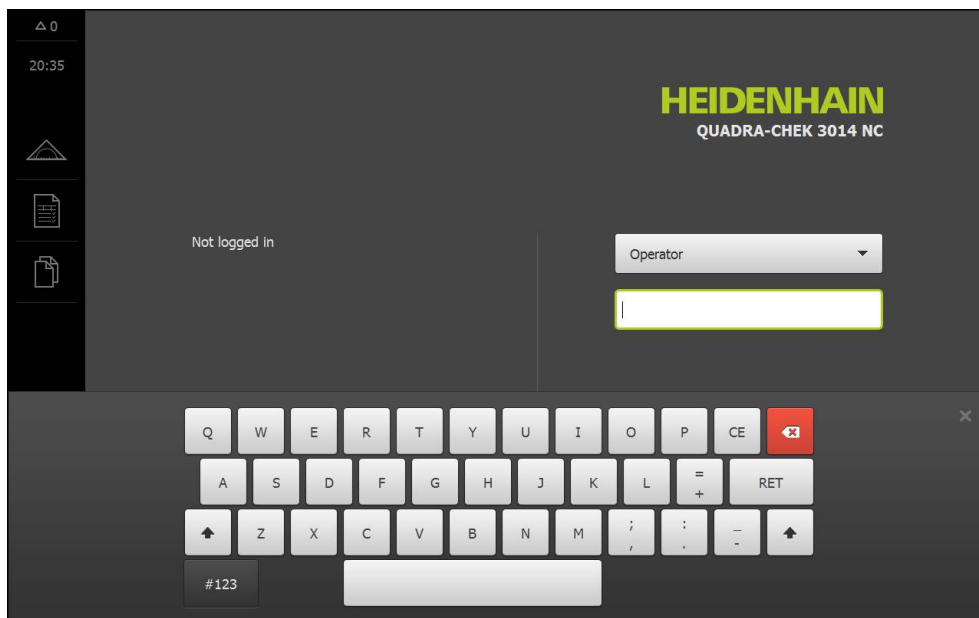 △ 0
20:35
HEIDENHAIN
QUADRA-CHEK 3014 NC
Not logged in
Operator
Q W E R T Y U I O P CE
A S D F G H J K L = + RET
Z X C V B N M ; , : . _ -
#123